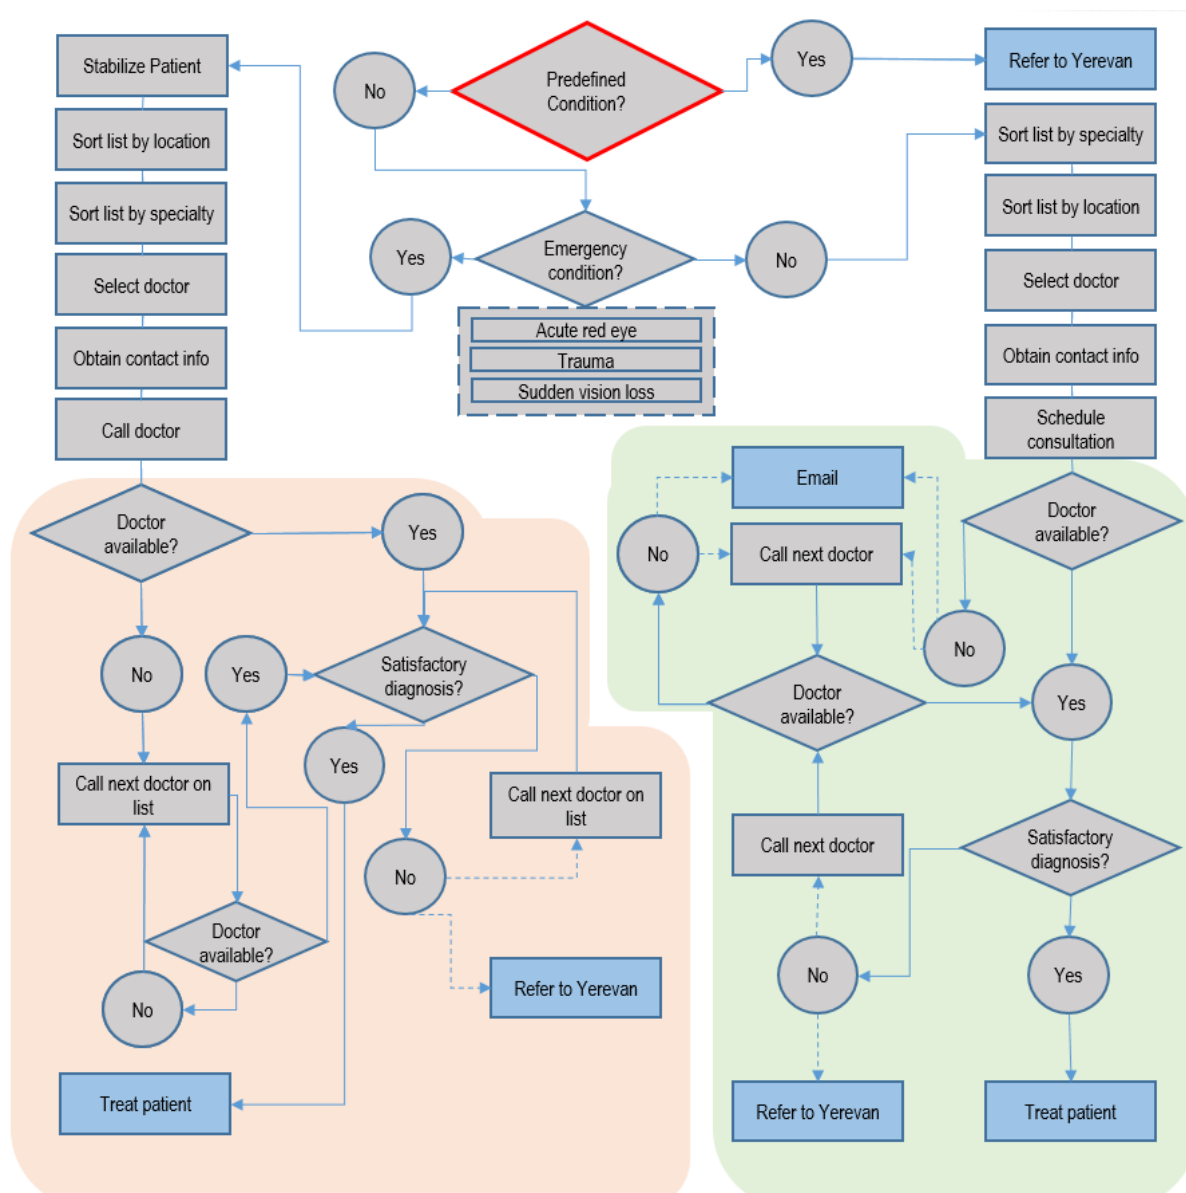 Stabilize Patient
No
Predefined
Condition?
Yes
Refer to Yerevan
Sort list by location
Sort list by specialty
Sort list by specialty
Sort list by location
Yes
Emergency
condition?
No
Select doctor
Select doctor
Acute red eye
Trauma
Sudden vision loss
Obtain contact info
Obtain contact info
Call doctor
Schedule
consultation
Doctor
available?
Yes
Email
No
Call next doctor
Doctor
available?
No
Yes
Satisfactory
diagnosis?
No
Doctor
available?
Yes
Yes
Call next doctor on
list
Call next doctor on
list
Call next doctor
Satisfactory
diagnosis?
No
Doctor
available?
No
Refer to Yerevan
No
Yes
Treat patient
Refer to Yerevan
Treat patient